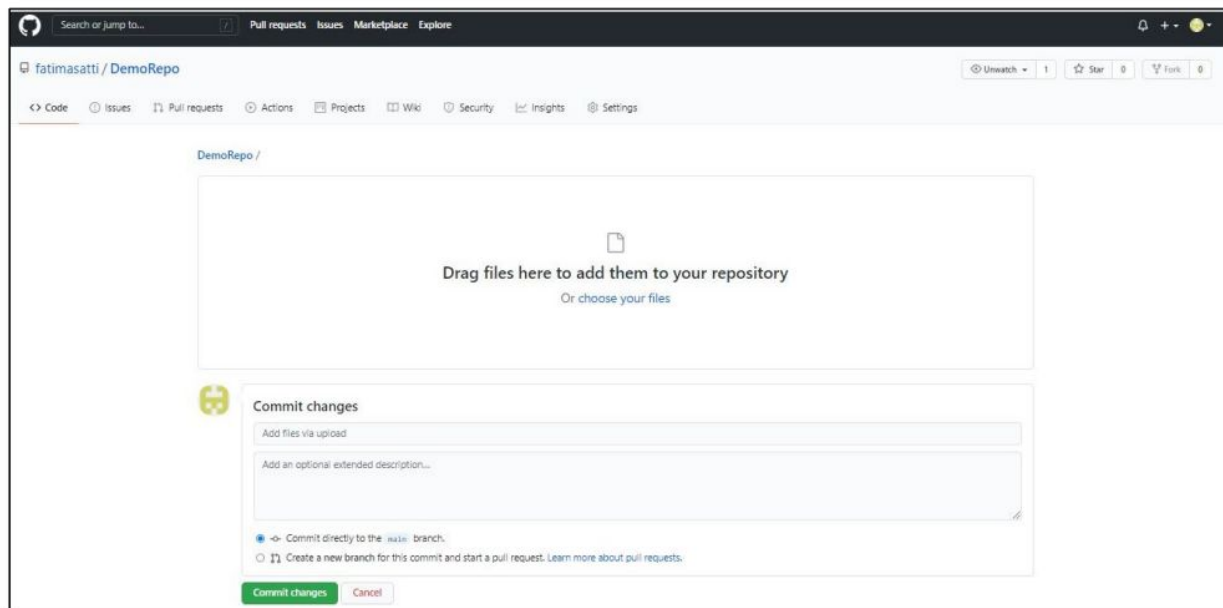 Search or jump to... / Pull requests Issues Marketplace Explore
fatimasatti / DemoRepo Unwatch 1 Star 0 Fork 0
<> Code Issues Pull requests Actions Projects Wiki Security Insights Settings
DemoRepo /
Drag files here to add them to your repository
Or choose your files
Commit changes
Add files via upload
Add an optional extended description...
Commit directly to the main branch.
Create a new branch for this commit and start a pull request. Learn more about pull requests.
Commit changes Cancel